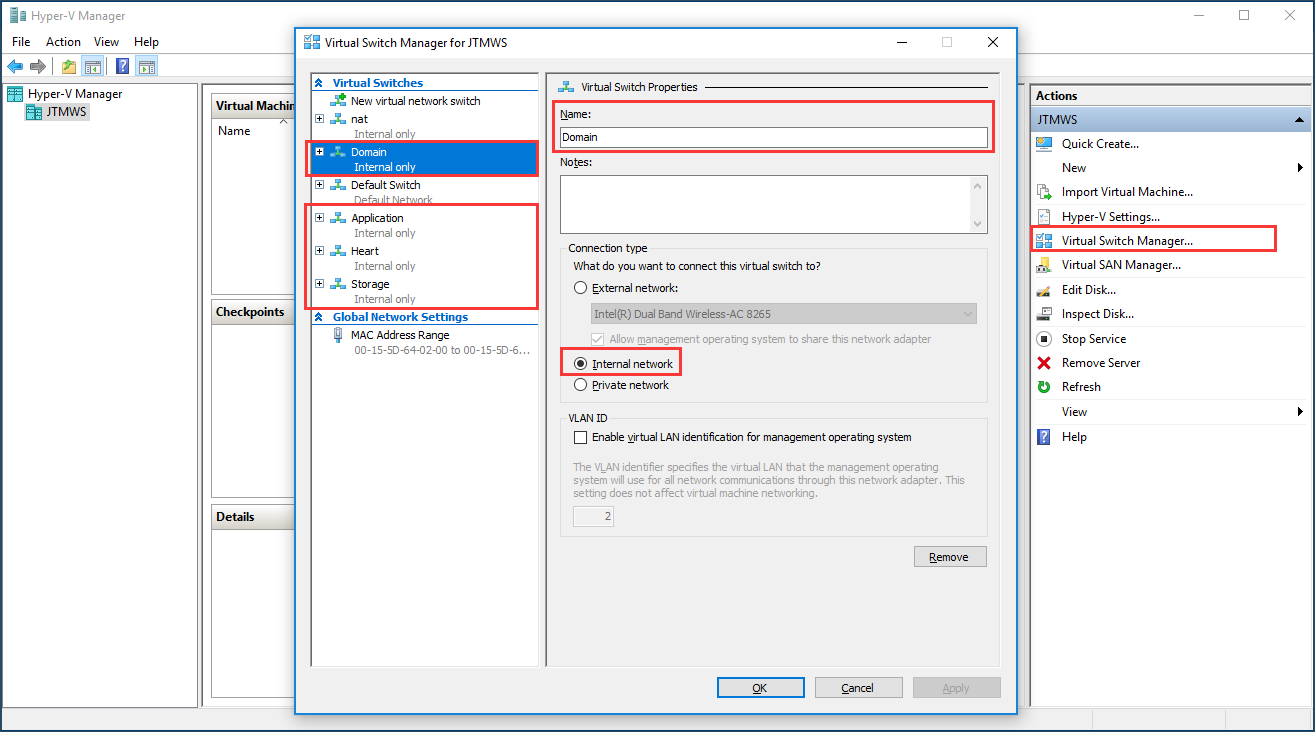 Hyper-V Manager
File Action View Help
Hyper-V Manager
JTMWS
Virtual Machin
Name
Checkpoints
Details
Virtual Switch Manager for JTMWS
Virtual Switches
New virtual network switch
nat
Internal only
Domain
Internal only
Default Switch
Default Network
Application
Internal only
Heart
Internal only
Storage
Internal only
Global Network Settings
MAC Address Range
00-15-5D-64-02-00 to 00-15-5D-6...
Virtual Switch Properties
Name:
Domain
Notes:
Connection type
What do you want to connect this virtual switch to?
External network:
Intel(R) Dual Band Wireless-AC 8265
Allow management operating system to share this network adapter
Internal network
Private network
VLAN ID
Enable virtual LAN identification for management operating system
The VLAN identifier specifies the virtual LAN that the management operating
system will use for all network communications through this network adapter. This
setting does not affect virtual machine networking.
2
Remove
OK Cancel Apply
Actions
JTMWS
Quick Create...
New
Import Virtual Machine...
Hyper-V Settings...
Virtual Switch Manager...
Virtual SAN Manager...
Edit Disk...
Inspect Disk...
Stop Service
Remove Server
Refresh
View
Help